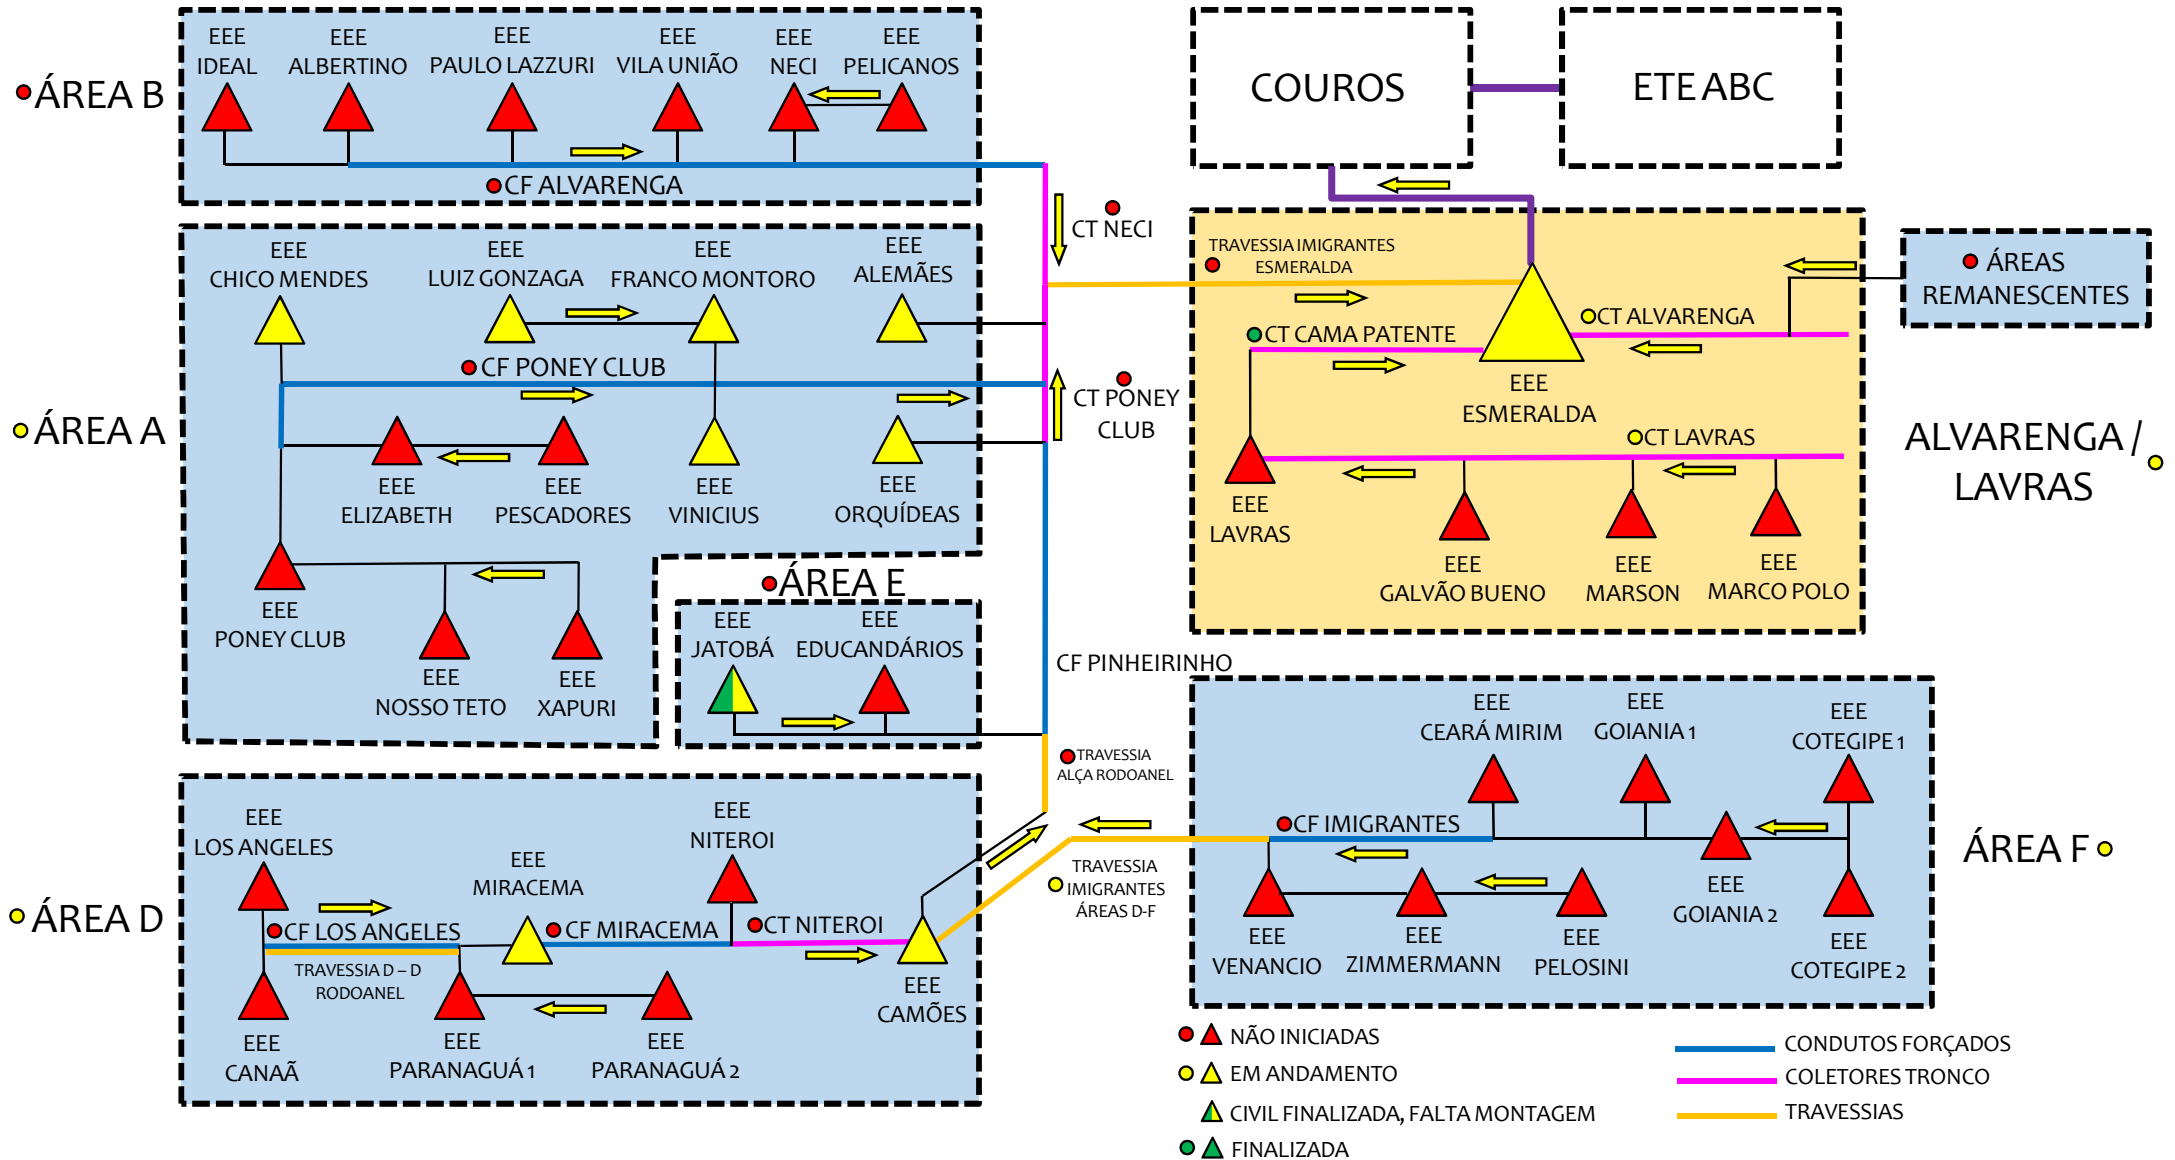 ÁREA B
EEE
IDEAL
EEE
ALBERTINO
EEE
PAULO LAZZURI
EEE
VILA UNIÃO
EEE
NECI
EEE
PELICANOS
CF ALVARENGA
COUROS
ETE ABC
CT NECI
ÁREA A
EEE
CHICO MENDES
EEE
LUIZ GONZAGA
EEE
FRANCO MONTORO
EEE
ALEMÃES
CF PONEY CLUB
CT PONEY
CLUB
EEE
ELIZABETH
EEE
PESCADORES
EEE
VINICIUS
EEE
ORQUÍDEAS
EEE
PONEY CLUB
EEE
NOSSO TETO
EEE
XAPURI
TRAVESSIA IMIGRANTES
ESMERALDA
CT CAMA PATENTE
CT ALVARENGA
EEE
ESMERALDA
CT LAVRAS
EEE
LAVRAS
EEE
GALVÃO BUENO
EEE
MARSON
EEE
MARCO POLO
ÁREAS
REMANESCENTES
ALVARENGA /
LAVRAS
ÁREA E
EEE
JATOBÁ
EEE
EDUCANDÁRIOS
CF PINHEIRINHO
TRAVESSIA
ALÇA RODOANEL
ÁREA D
EEE
LOS ANGELES
EEE
MIRACEMA
EEE
NITEROI
CF LOS ANGELES
CF MIRACEMA
CT NITEROI
TRAVESSIA D – D
RODOANEL
EEE
CANAÃ
EEE
PARANAGUÁ 1
EEE
PARANAGUÁ 2
EEE
CAMÕES
TRAVESSIA
IMIGRANTES
ÁREAS D-F
EEE
CEARÁ MIRIM
EEE
GOIANIA 1
EEE
COTEGIPE 1
CF IMIGRANTES
ÁREA F
EEE
GOIANIA 2
EEE
VENANCIO
EEE
ZIMMERMANN
EEE
PELOSINI
EEE
COTEGIPE 2
NÃO INICIADAS
EM ANDAMENTO
CIVIL FINALIZADA, FALTA MONTAGEM
FINALIZADA
CONDUTOS FORÇADOS
COLETORES TRONCO
TRAVESSIAS